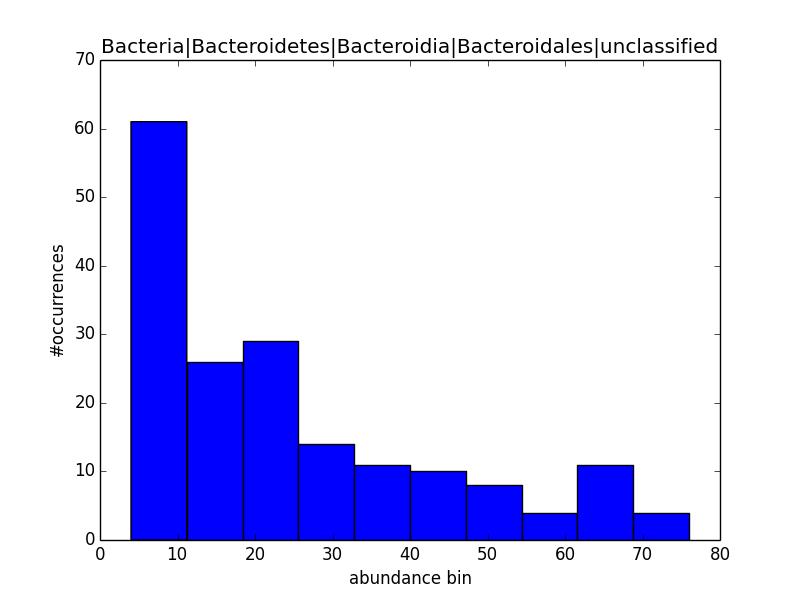 Bacteria|Bacteroidetes|Bacteroidia|Bacteroidales|unclassified
70
60
50
40
30
20
10
0
#occurrences
0 10 20 30 40 50 60 70 80
abundance bin